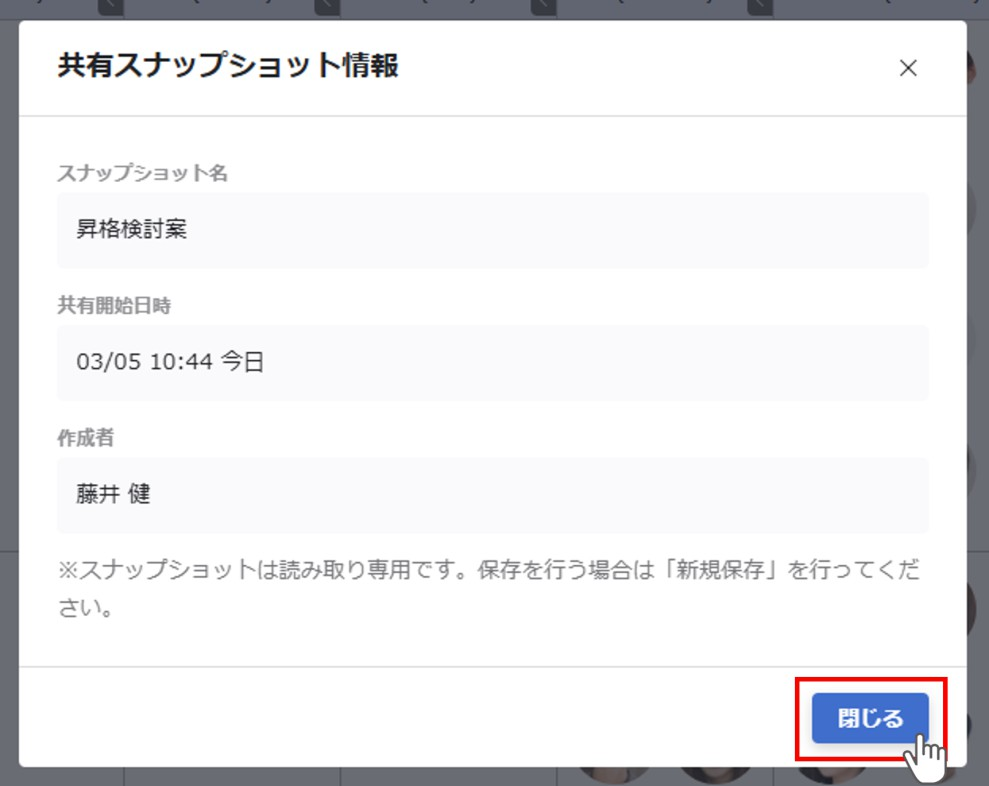 共有スナップショット情報
スナップショット名
昇格検討案
共有開始日時
03/05 10:44 今日
作成者
藤井 健
※スナップショットは読み取り専用です。保存を行う場合は「新規保存」を行ってくだ
さい。
閉じる